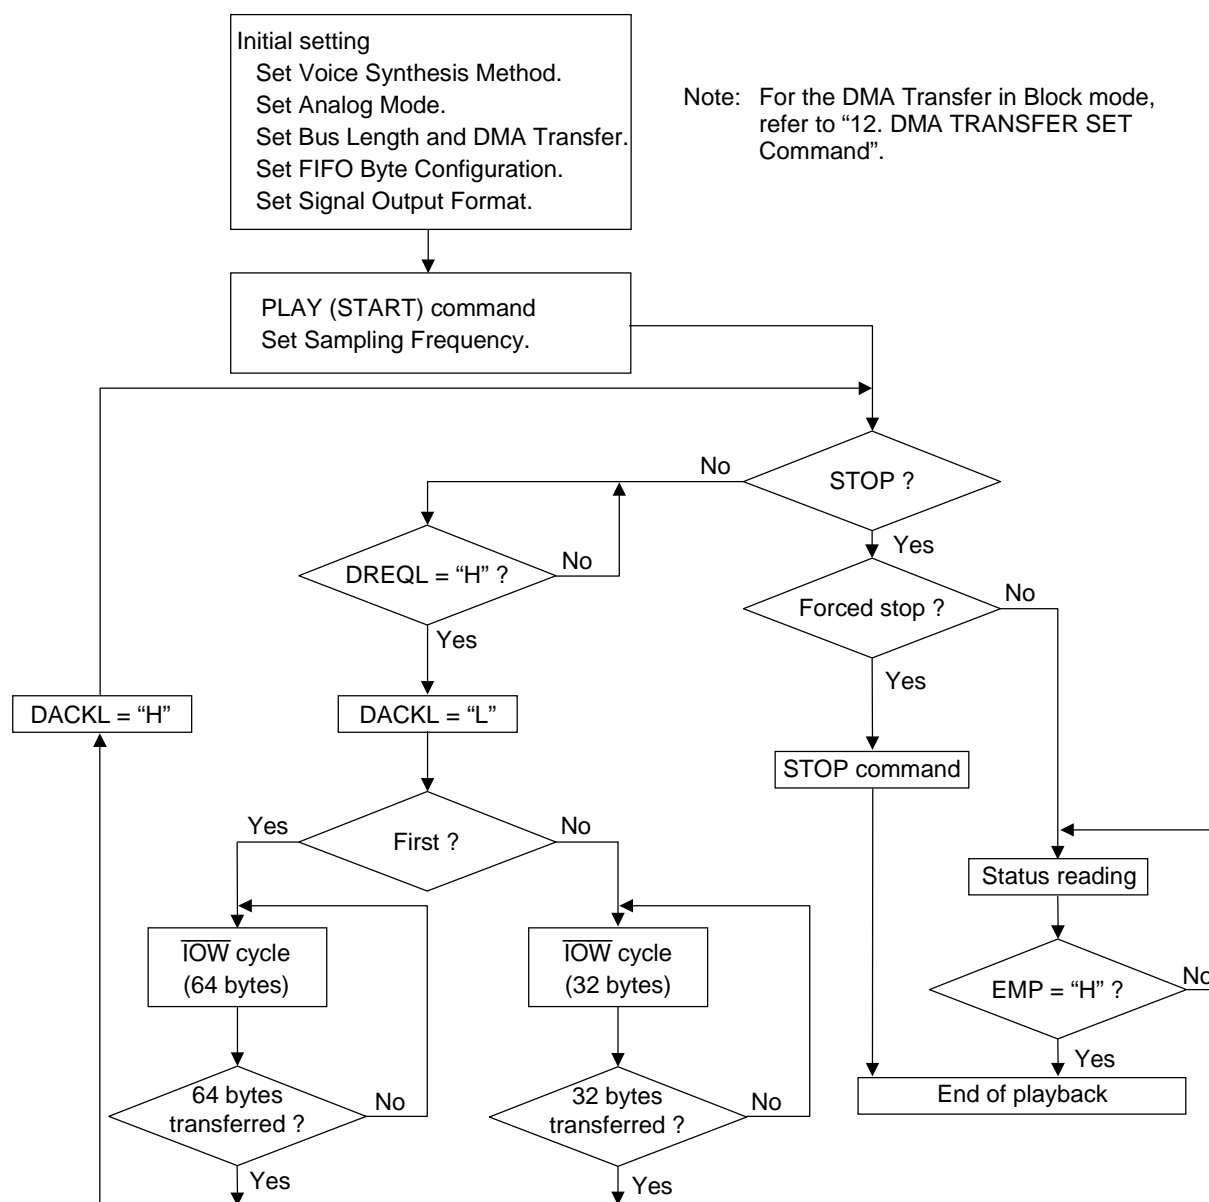 Initial setting
Set Voice Synthesis Method.
Set Analog Mode.
Set Bus Length and DMA Transfer.
Set FIFO Byte Configuration.
Set Signal Output Format.
Note: For the DMA Transfer in Block mode,
refer to “12. DMA TRANSFER SET
Command”.
PLAY (START) command
Set Sampling Frequency.
STOP ?
No
Yes
DREQL = “H” ?
No
Yes
Forced stop ?
No
Yes
DACKL = “H”
DACKL = “L”
STOP command
First ?
Yes
No
Status reading
IOW cycle
(64 bytes)
IOW cycle
(32 bytes)
EMP = “H” ?
No
Yes
64 bytes
transferred ?
No
Yes
32 bytes
transferred ?
No
Yes
End of playback